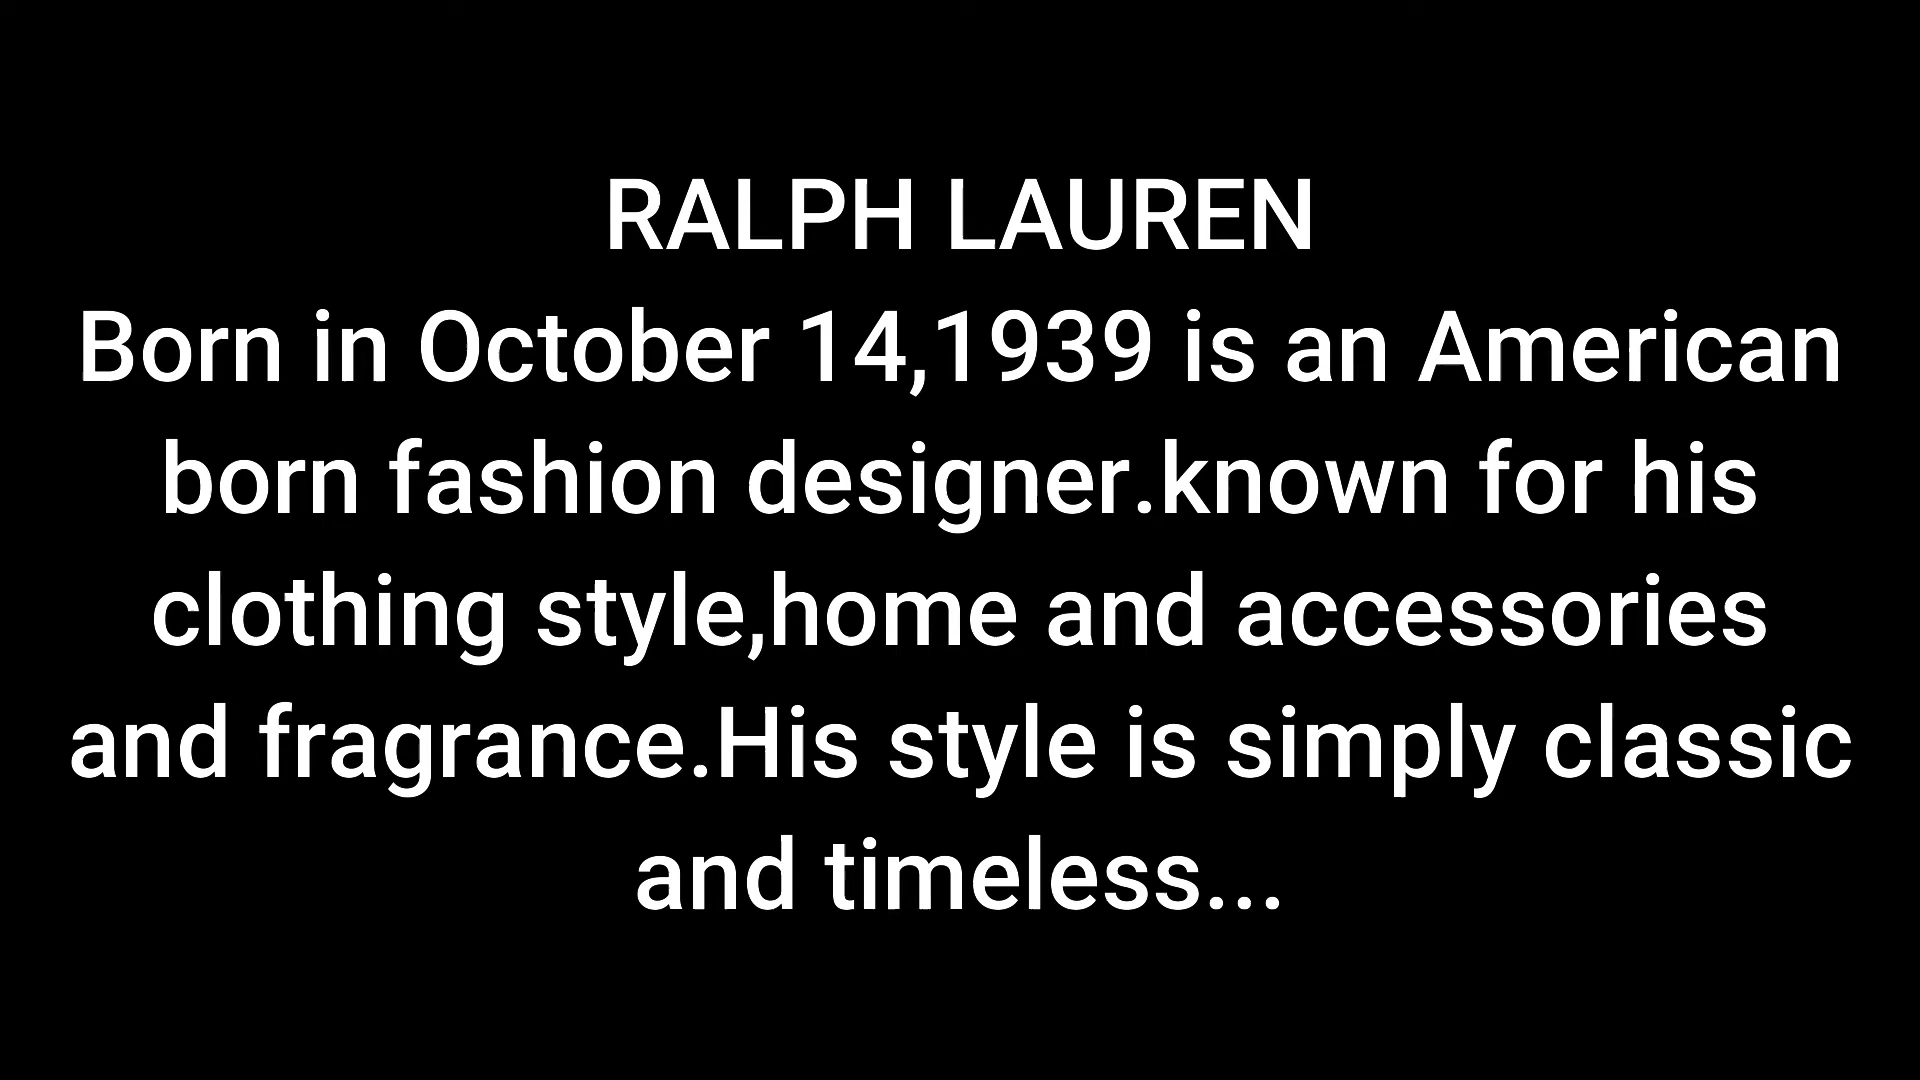 RALPH LAUREN
Born in October 14,1939 is an American
born fashion designer.known for his
clothing style,home and accessories
and fragrance.His style is simply classic
and timeless...